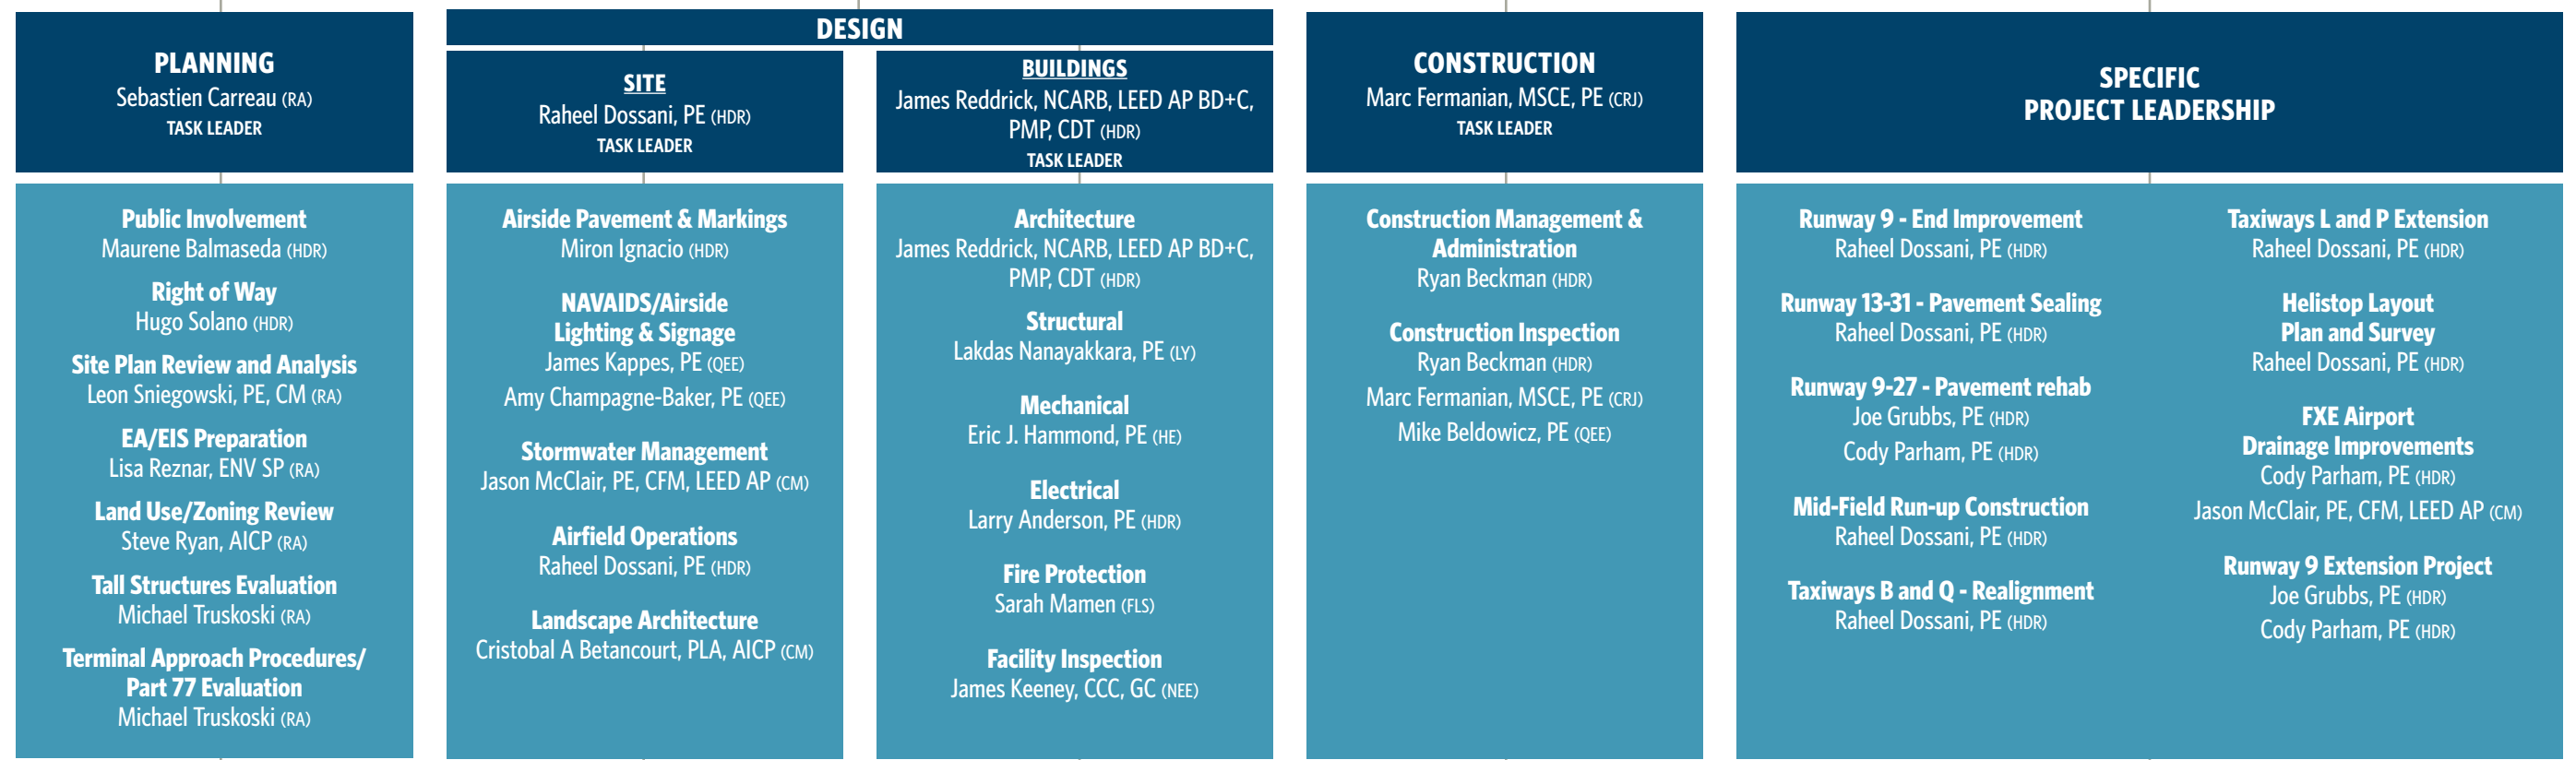 PLANNING
Sebastien Carreau (RA)
TASK LEADER
Public Involvement
Maurene Balmaseda (HDR)
Right of Way
Hugo Solano (HDR)
Site Plan Review and Analysis
Leon Sniegowski, PE, CM (RA)
EA/EIS Preparation
Lisa Reznar, ENV SP (RA)
Land Use/Zoning Review
Steve Ryan, AICP (RA)
Tall Structures Evaluation
Michael Truskoski (RA)
Terminal Approach Procedures/
Part 77 Evaluation
Michael Truskoski (RA)
DESIGN
SITE
Raheel Dossani, PE (HDR)
TASK LEADER
Airside Pavement & Markings
Miron Ignacio (HDR)
NAVAIDS/Airside
Lighting & Signage
James Kappes, PE (QEE)
Amy Champagne-Baker, PE (QEE)
Stormwater Management
Jason McClair, PE, CFM, LEED AP (CM)
Airfield Operations
Raheel Dossani, PE (HDR)
Landscape Architecture
Cristobal A Betancourt, PLA, AICP (CM)
BUILDINGS
James Reddrick, NCARB, LEED AP BD+C,
PMP, CDT (HDR)
TASK LEADER
Architecture
James Reddrick, NCARB, LEED AP BD+C,
PMP, CDT (HDR)
Structural
Lakdas Nanayakkara, PE (LY)
Mechanical
Eric J. Hammond, PE (HE)
Electrical
Larry Anderson, PE (HDR)
Fire Protection
Sarah Mamen (FLS)
Facility Inspection
James Keeney, CCC, GC (NEE)
CONSTRUCTION
Marc Fermanian, MSCE, PE (CRJ)
TASK LEADER
Construction Management &
Administration
Ryan Beckman (HDR)
Construction Inspection
Ryan Beckman (HDR)
Marc Fermanian, MSCE, PE (CRJ)
Mike Beldowicz, PE (QEE)
SPECIFIC
PROJECT LEADERSHIP
Runway 9 - End Improvement
Raheel Dossani, PE (HDR)
Runway 13-31 - Pavement Sealing
Raheel Dossani, PE (HDR)
Runway 9-27 - Pavement rehab
Joe Grubbs, PE (HDR)
Cody Parham, PE (HDR)
Mid-Field Run-up Construction
Raheel Dossani, PE (HDR)
Taxiways B and Q - Realignment
Raheel Dossani, PE (HDR)
Taxiways L and P Extension
Raheel Dossani, PE (HDR)
Helistop Layout
Plan and Survey
Raheel Dossani, PE (HDR)
FXE Airport
Drainage Improvements
Cody Parham, PE (HDR)
Jason McClair, PE, CFM, LEED AP (CM)
Runway 9 Extension Project
Joe Grubbs, PE (HDR)
Cody Parham, PE (HDR)